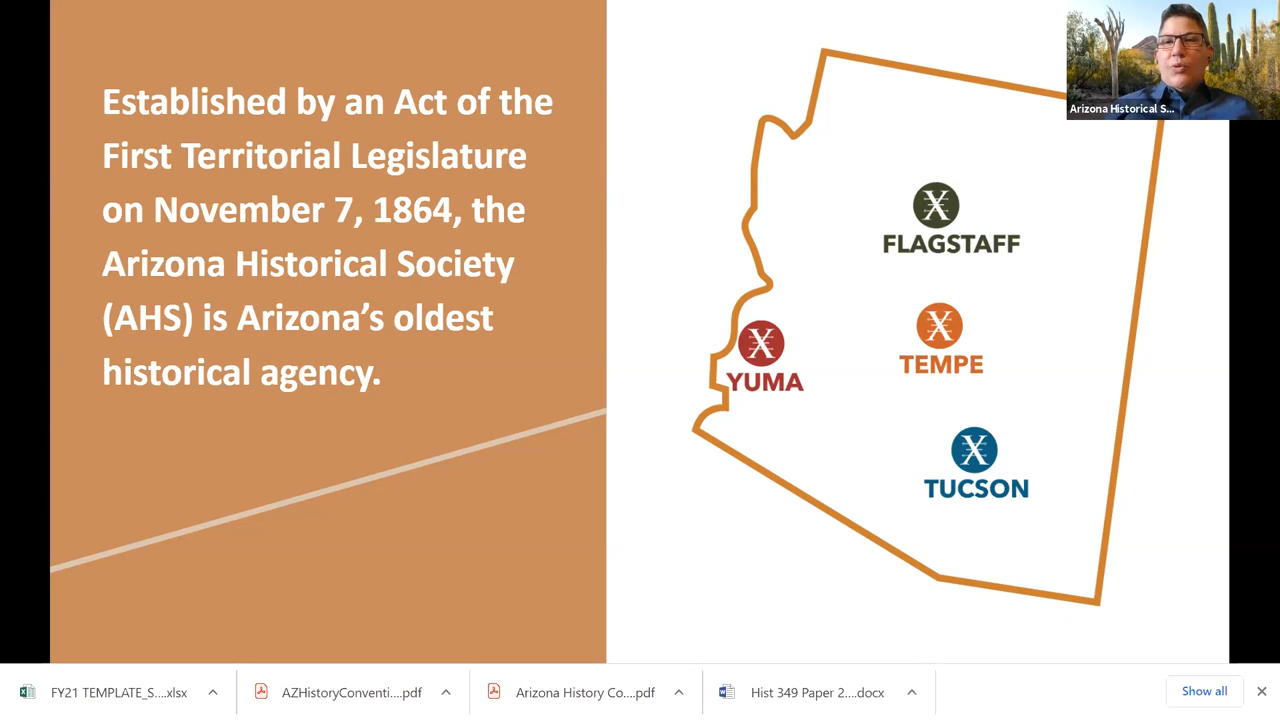 Established by an Act of the
First Territorial Legislature
on November 7, 1864, the
Arizona Historical Society
(AHS) is Arizona’s oldest
historical agency.
Arizona Historical S...
FLAGSTAFF
TEMPE
YUMA
TUCSON
FY21 TEMPLATE_S....xlsx
AZHistoryConventi....pdf
Arizona History Co....pdf
Hist 349 Paper 2....docx
Show all